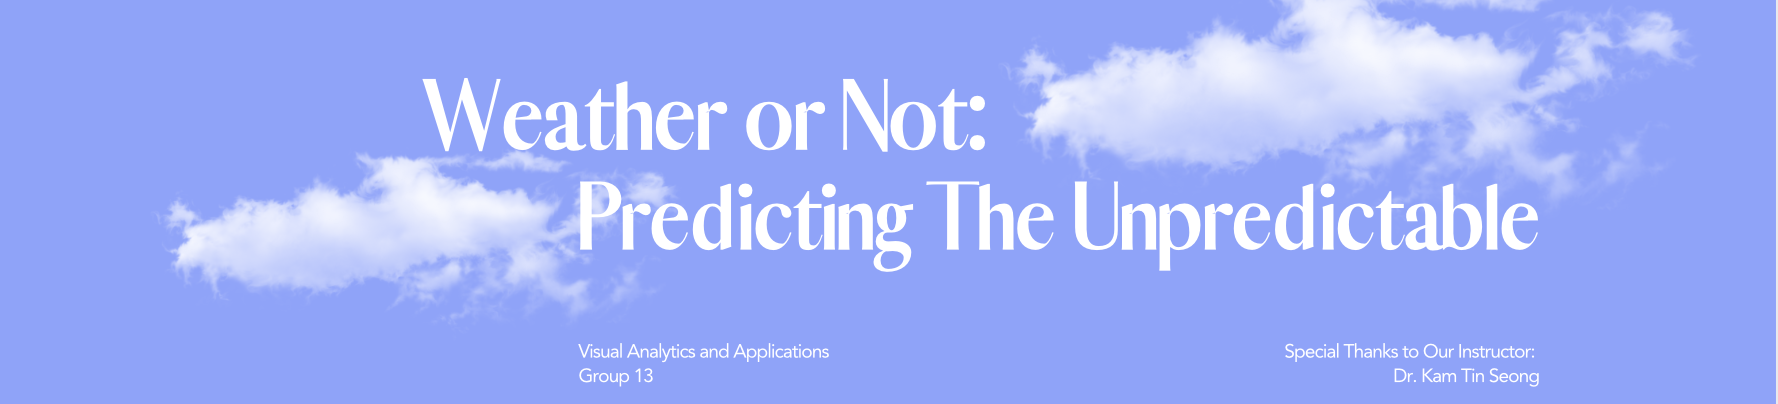 Weather or Not:
Predicting The Unpredictable
Visual Analytics and Applications
Group 13
Special Thanks to Our Instructor:
Dr. Kam Tin Seong